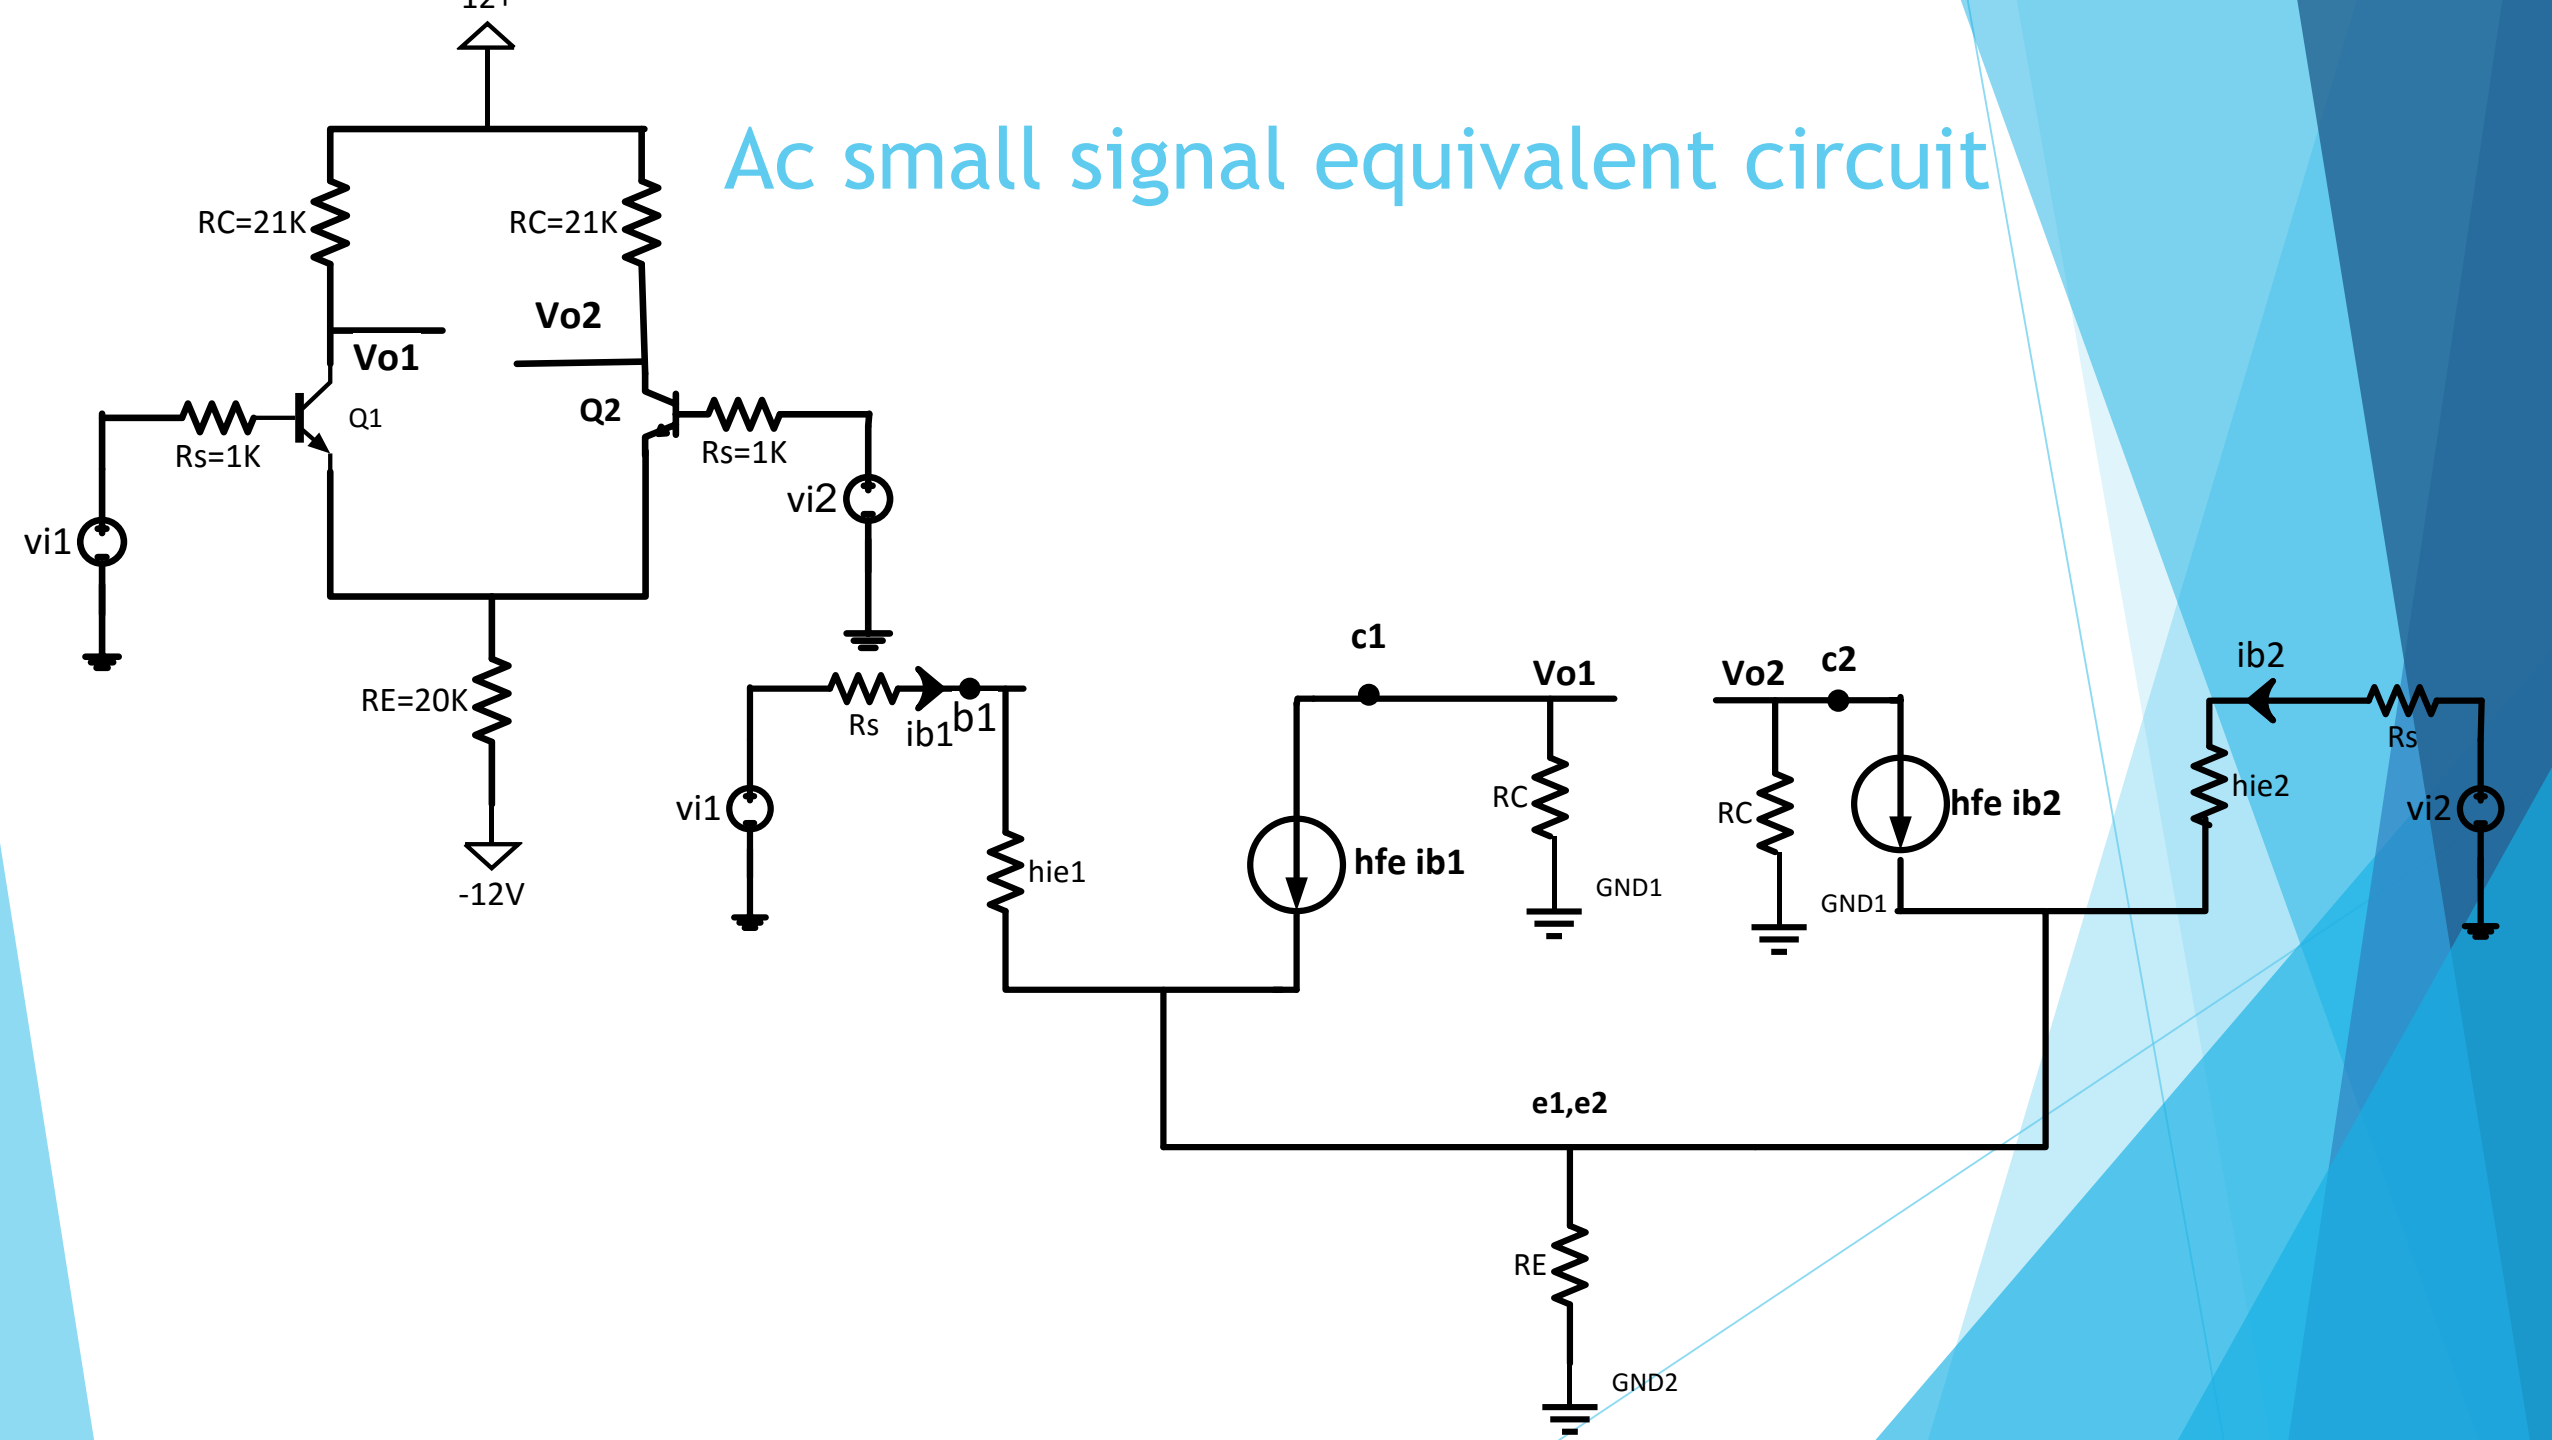 12+
Ac small signal equivalent circuit
RC=21K
RC=21K
Vo2
Vo1
Q1
Q2
Rs=1K
Rs=1K
vi2
vi1
RE=20K
-12V
c1
Vo1
Vo2
c2
ib2
Rs
ib1
b1
Rs
vi1
hie1
hfe ib1
RC
GND1
RC
GND1
hfe ib2
hie2
vi2
e1,e2
RE
GND2